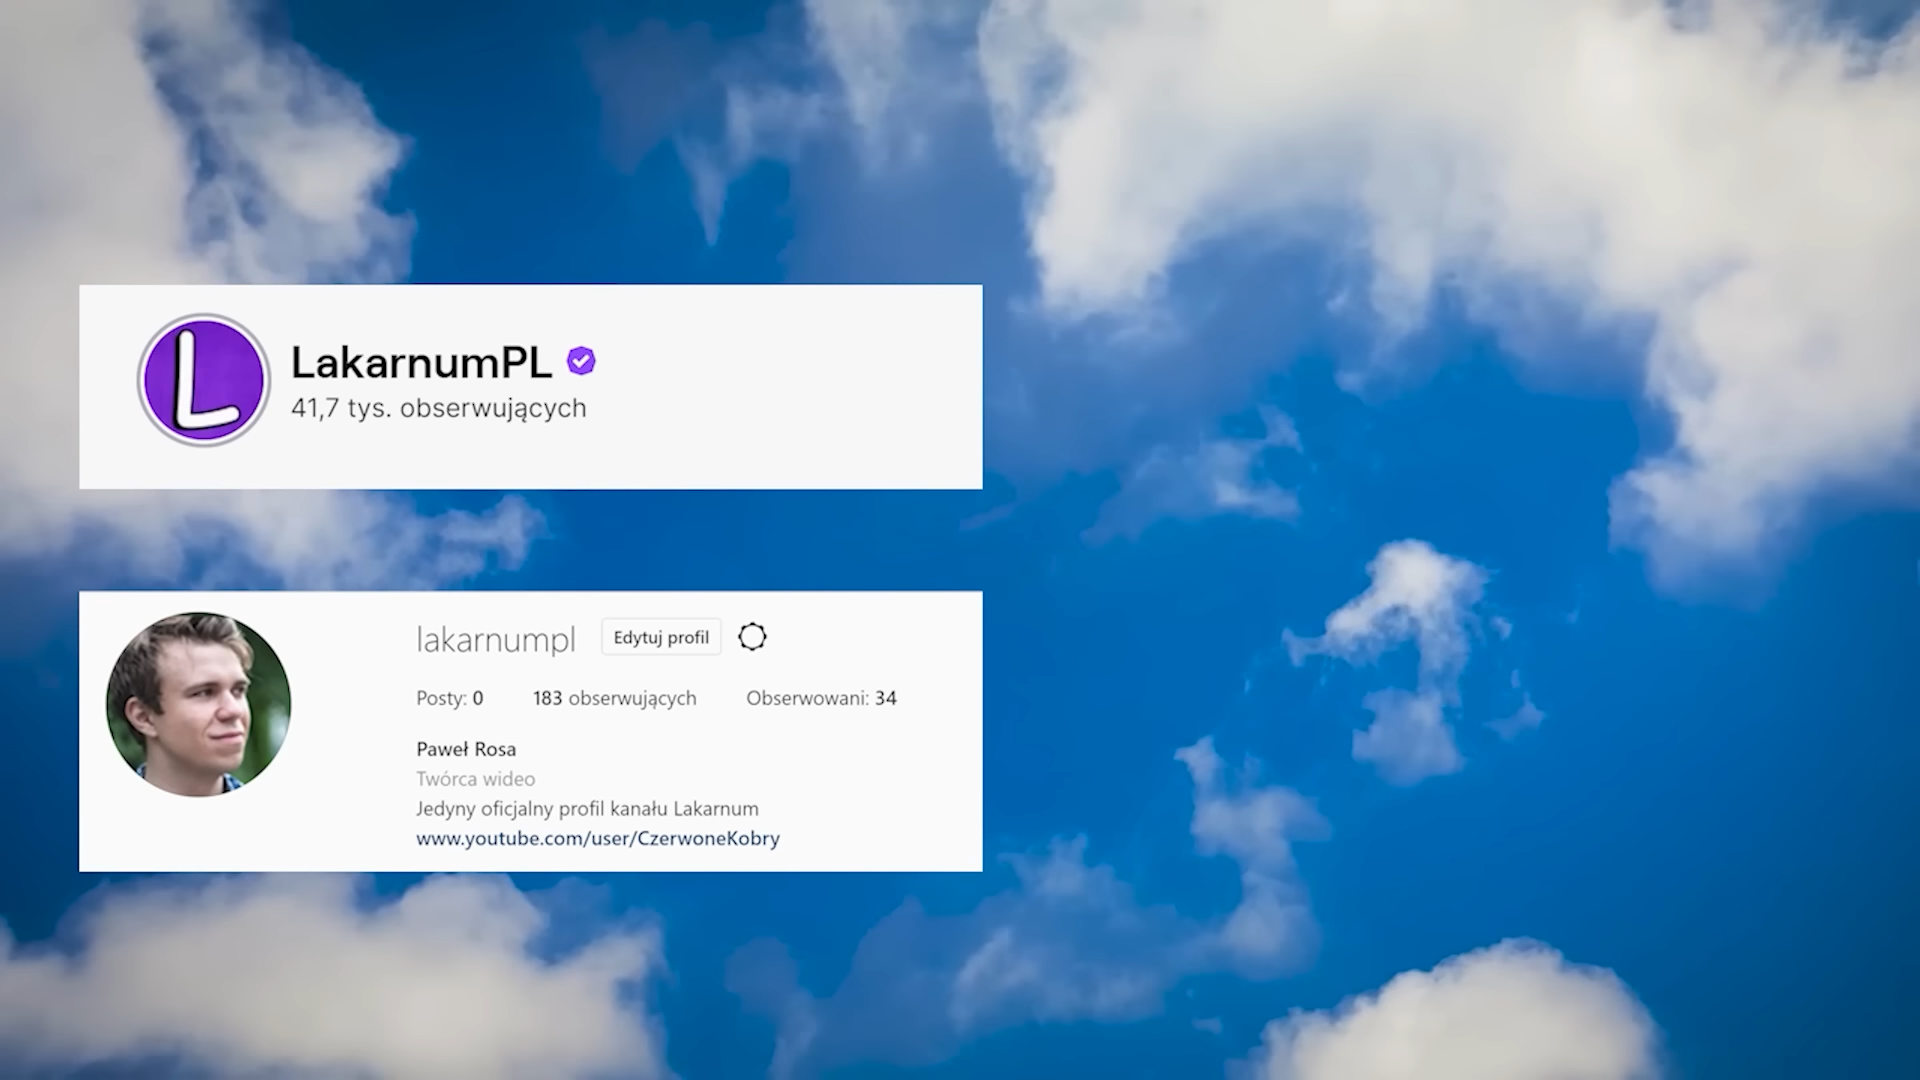 L
LakarnumPL
41,7 tys. obserwujących
lakarnumpl Edytuj profil
Posty: 0 183 obserwujących Obserwowani: 34
Paweł Rosa
Twórca wideo
Jedyny oficjalny profil kanału Lakarnum
www.youtube.com/user/CzerwoneKobry